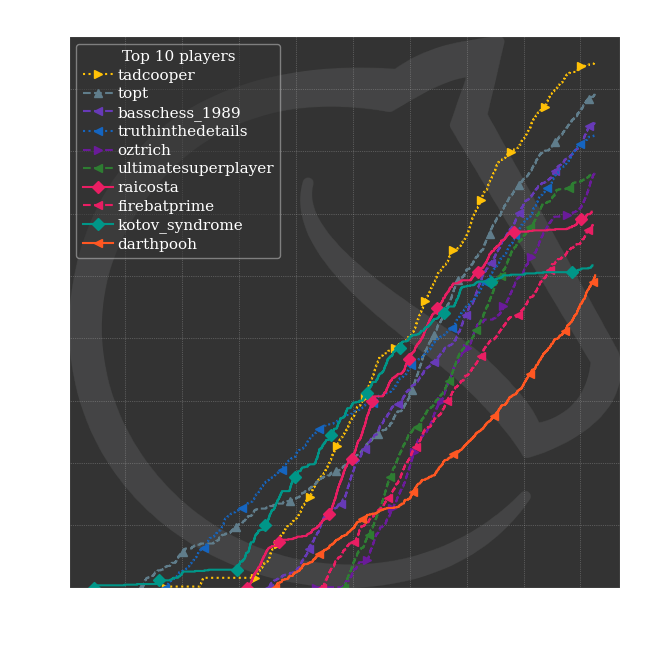 Top 10 players
tadcooper
topt
basschess_1989
truthinthedetails
oztrich
ultimatesuperplayer
raicosta
firebatprime
kotov_syndrome
darthpooh